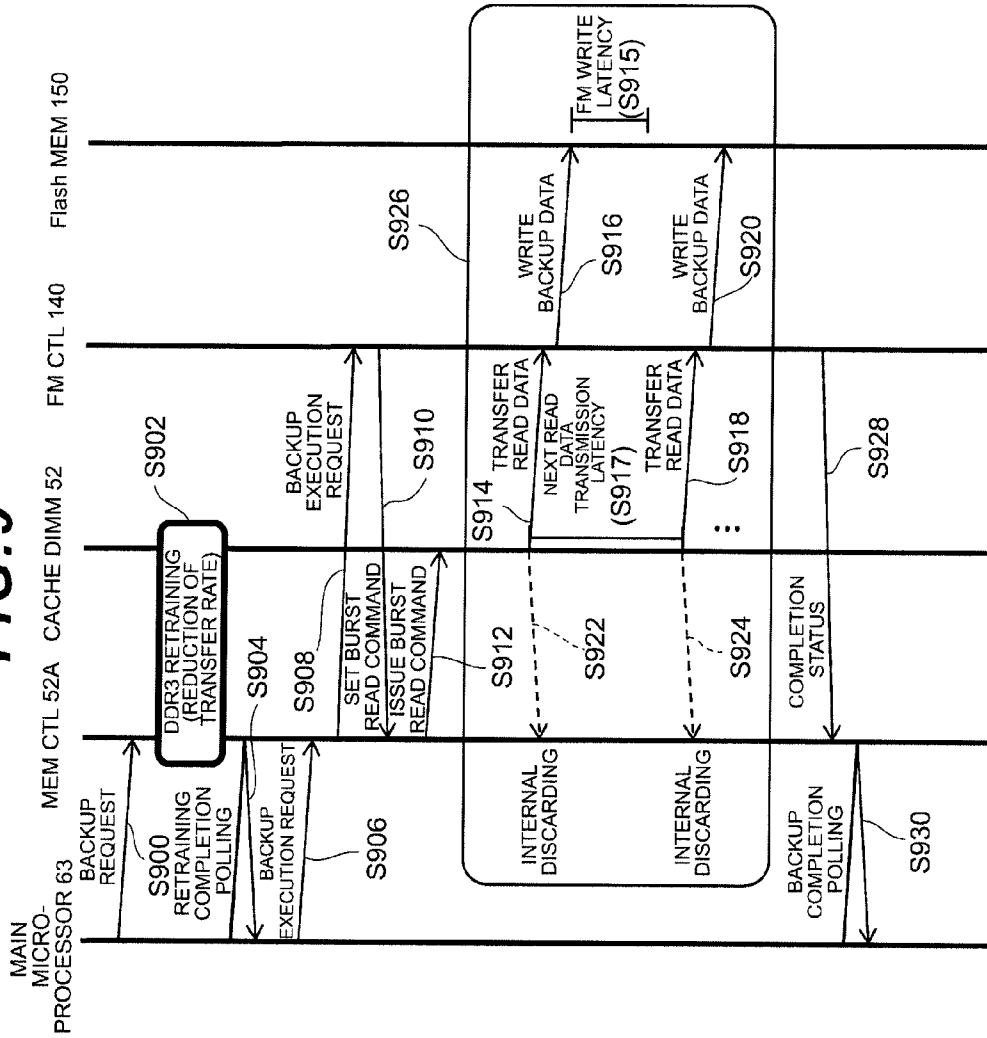 MAIN
MICRO-
PROCESSOR 63
MEM CTL 52A
CACHE DIMM 52
FM CTL 140
Flash MEM 150
BACKUP
REQUEST
S900
DDR3 RETRAINING
(REDUCTION OF
TRANSFER RATE)
S902
RETRAINING
COMPLETION
POLLING
S904
BACKUP
EXECUTION REQUEST
S906
S908
BACKUP
EXECUTION
REQUEST
SET BURST
READ COMMAND
S910
ISSUE BURST
READ COMMAND
S912
S926
S914
TRANSFER
READ DATA
WRITE
BACKUP DATA
S916
FM WRITE
LATENCY
(S915)
INTERNAL
DISCARDING
S922
NEXT READ
DATA
TRANSMISSION
LATENCY
(S917)
TRANSFER
READ DATA
S918
WRITE
BACKUP DATA
S920
INTERNAL
DISCARDING
S924
COMPLETION
STATUS
S928
BACKUP
COMPLETION
POLLING
S930